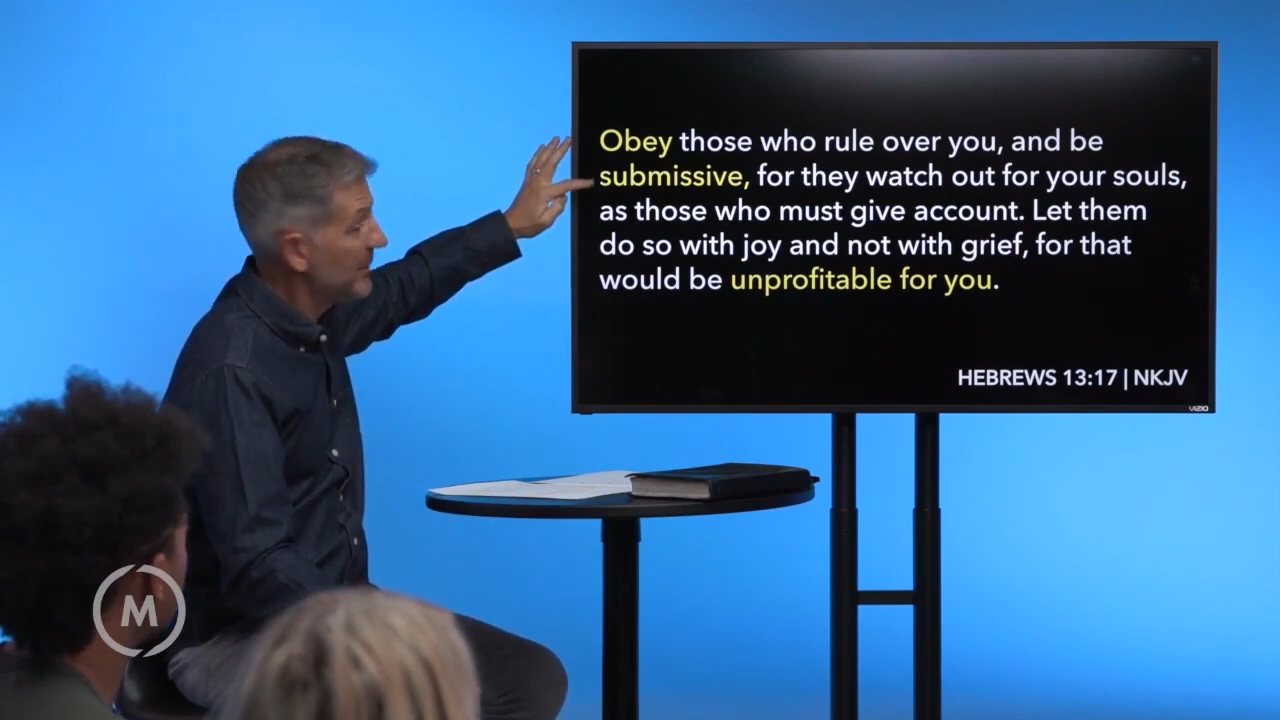 Obey those who rule over you, and be
submissive, for they watch out for your souls,
as those who must give account. Let them
do so with joy and not with grief, for that
would be unprofitable for you.
HEBREWS 13:17 | NKJV
VIZIO
M